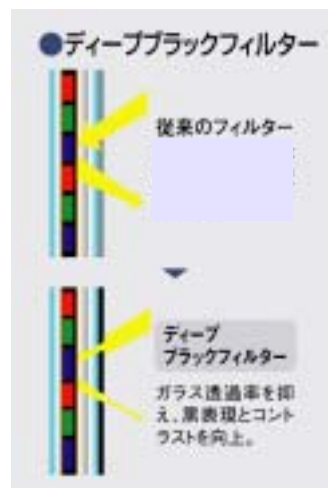 ●ディープブラックフィルター
従来のフィルター
ディープ
ブラックフィルター
ガラス透過率を抑
え、黒表現とコント
ラストを向上。